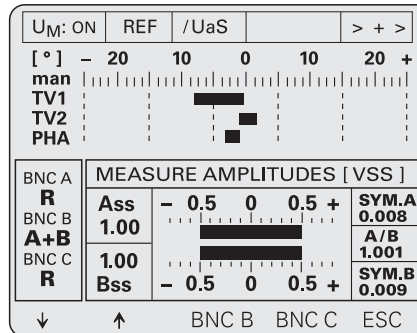 UM: ON REF /UaS > + >
[ ° ] – 20 10 0 10 20 +
man
TV1
TV2
PHA
BNC A
R
BNC B
A+B
BNC C
R
MEASURE AMPLITUDES [ VSS ]
Ass
1.00
1.00
Bss
– 0.5 0 0.5 +
– 0.5 0 0.5 +
SYM.A
0.008
A/B
1.001
SYM.B
0.009
↓ ↑ BNC B BNC C ESC